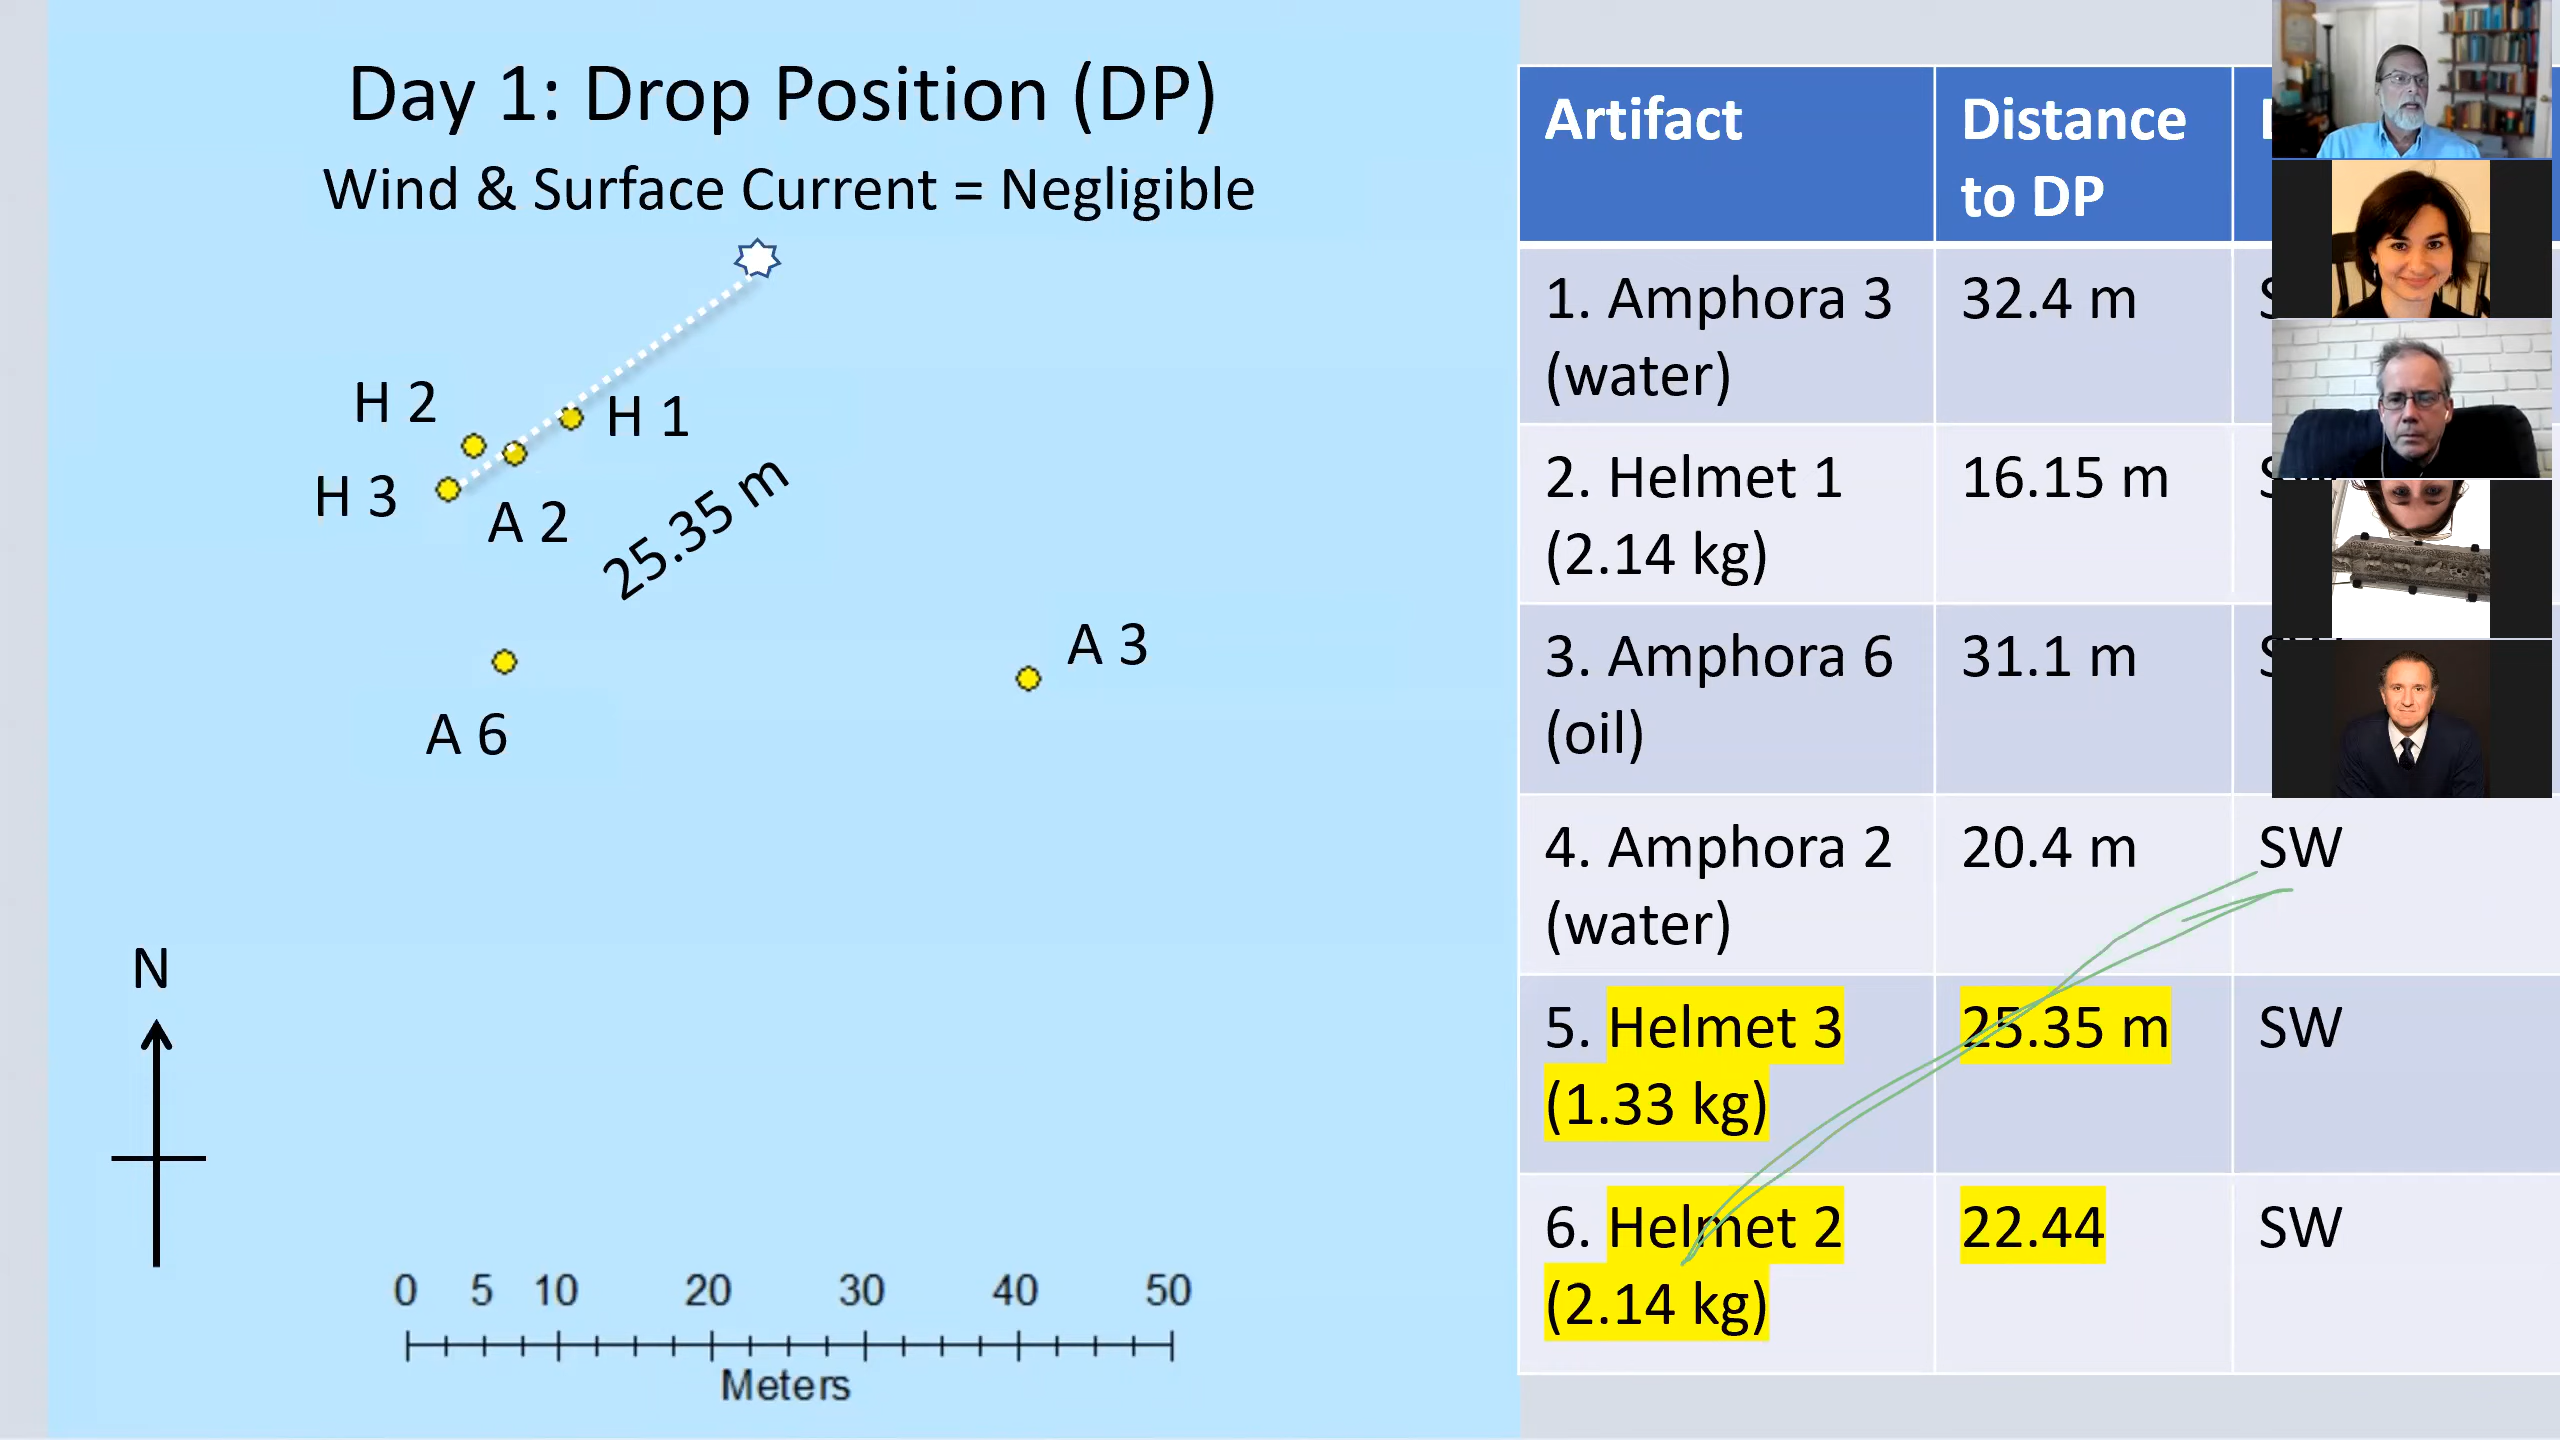 Day 1: Drop Position (DP)
Wind & Surface Current = Negligible
H 2
H 1
H 3
A 2
25.35 m
A 3
A 6
N
0 5 10 20 30 40 50
Meters
Artifact
Distance
to DP
1. Amphora 3
(water)
32.4 m
2. Helmet 1
(2.14 kg)
16.15 m
3. Amphora 6
(oil)
31.1 m
4. Amphora 2
(water)
20.4 m
SW
5. Helmet 3
(1.33 kg)
25.35 m
SW
6. Helmet 2
(2.14 kg)
22.44
SW